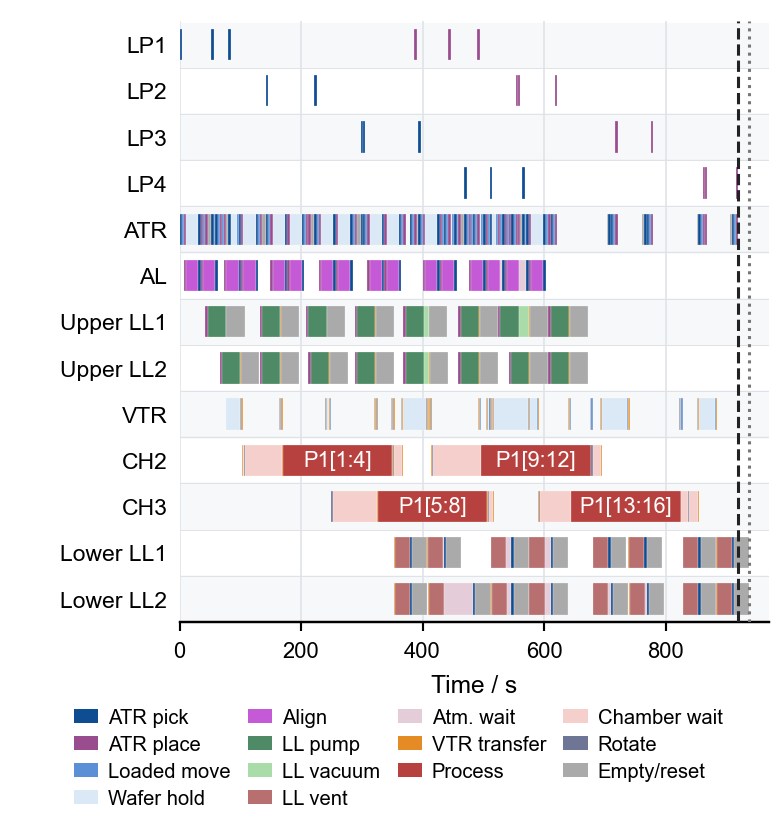 LP1
LP2
LP3
LP4
ATR
AL
Upper LL1
Upper LL2
VTR
CH2 P1[1:4] P1[9:12]
CH3 P1[5:8] P1[13:16]
Lower LL1
Lower LL2
0 200 400 600 800
Time / s
ATR pick Align Atm. wait Chamber wait
ATR place LL pump VTR transfer Rotate
Loaded move LL vacuum Process Empty/reset
Wafer hold LL vent